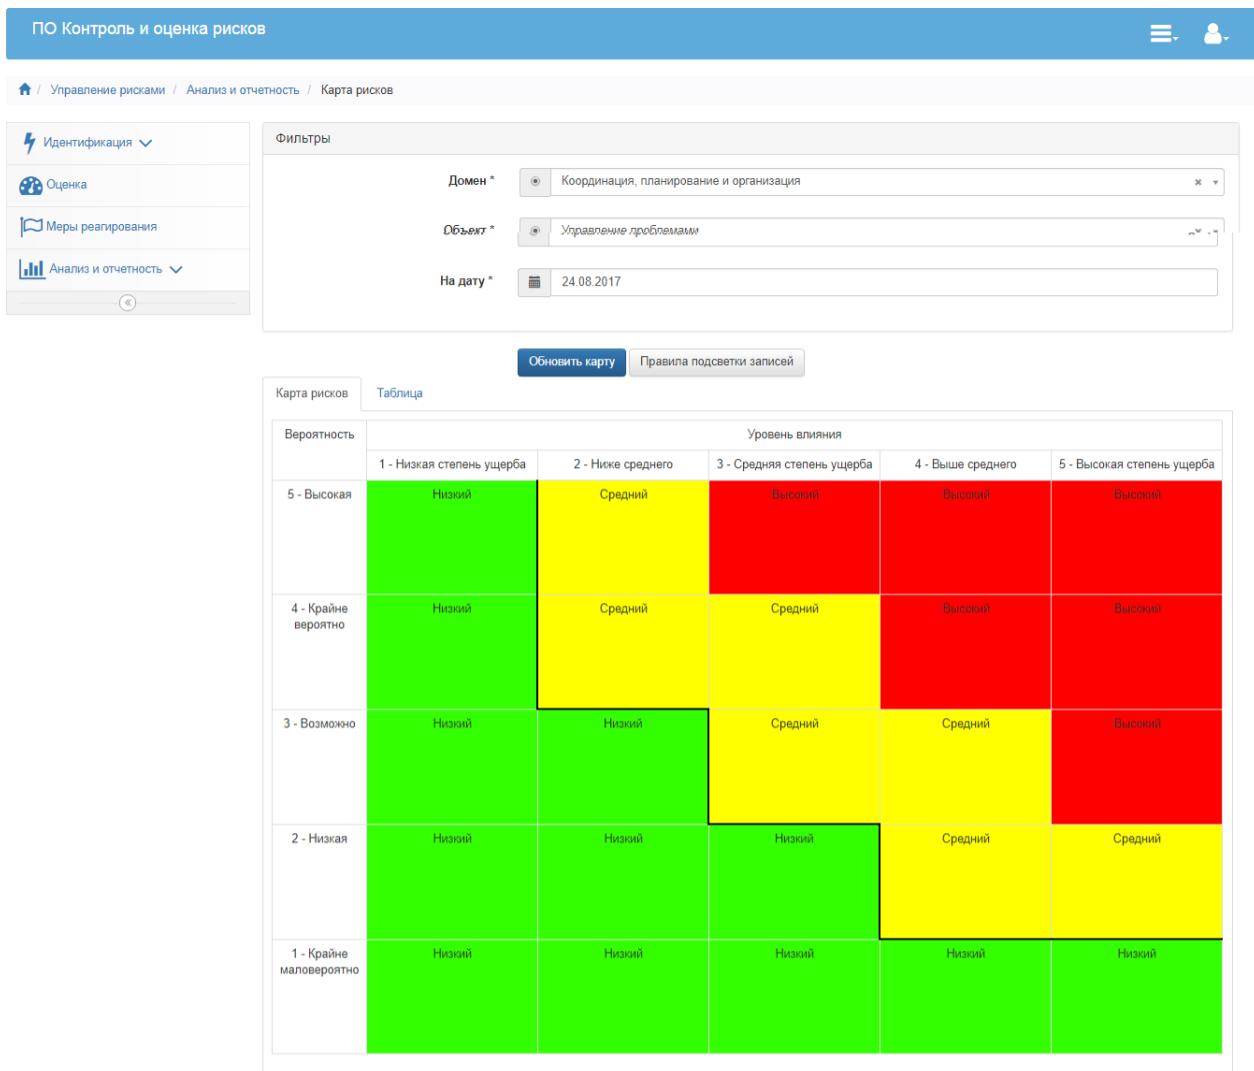 ПО Контроль и оценка рисков
/ Управление рисками / Анализ и отчетность / Карта рисков
Идентификация
Оценка
Меры реагирования
Анализ и отчетность
Фильтры
Домен * Координация, планирование и организация
Объект * Управление проблемами
На дату * 24.08.2017
Обновить карту Правила подсветки записей
Карта рисков Таблица
Вероятность Уровень влияния
1 - Низкая степень ущерба 2 - Ниже среднего 3 - Средняя степень ущерба 4 - Выше среднего 5 - Высокая степень ущерба
5 - Высокая Низкий Средний Высокий Высокий Высокий
4 - Крайне вероятно Низкий Средний Средний Высокий Высокий
3 - Возможно Низкий Низкий Средний Средний Высокий
2 - Низкая Низкий Низкий Низкий Средний Средний
1 - Крайне маловероятно Низкий Низкий Низкий Низкий Низкий